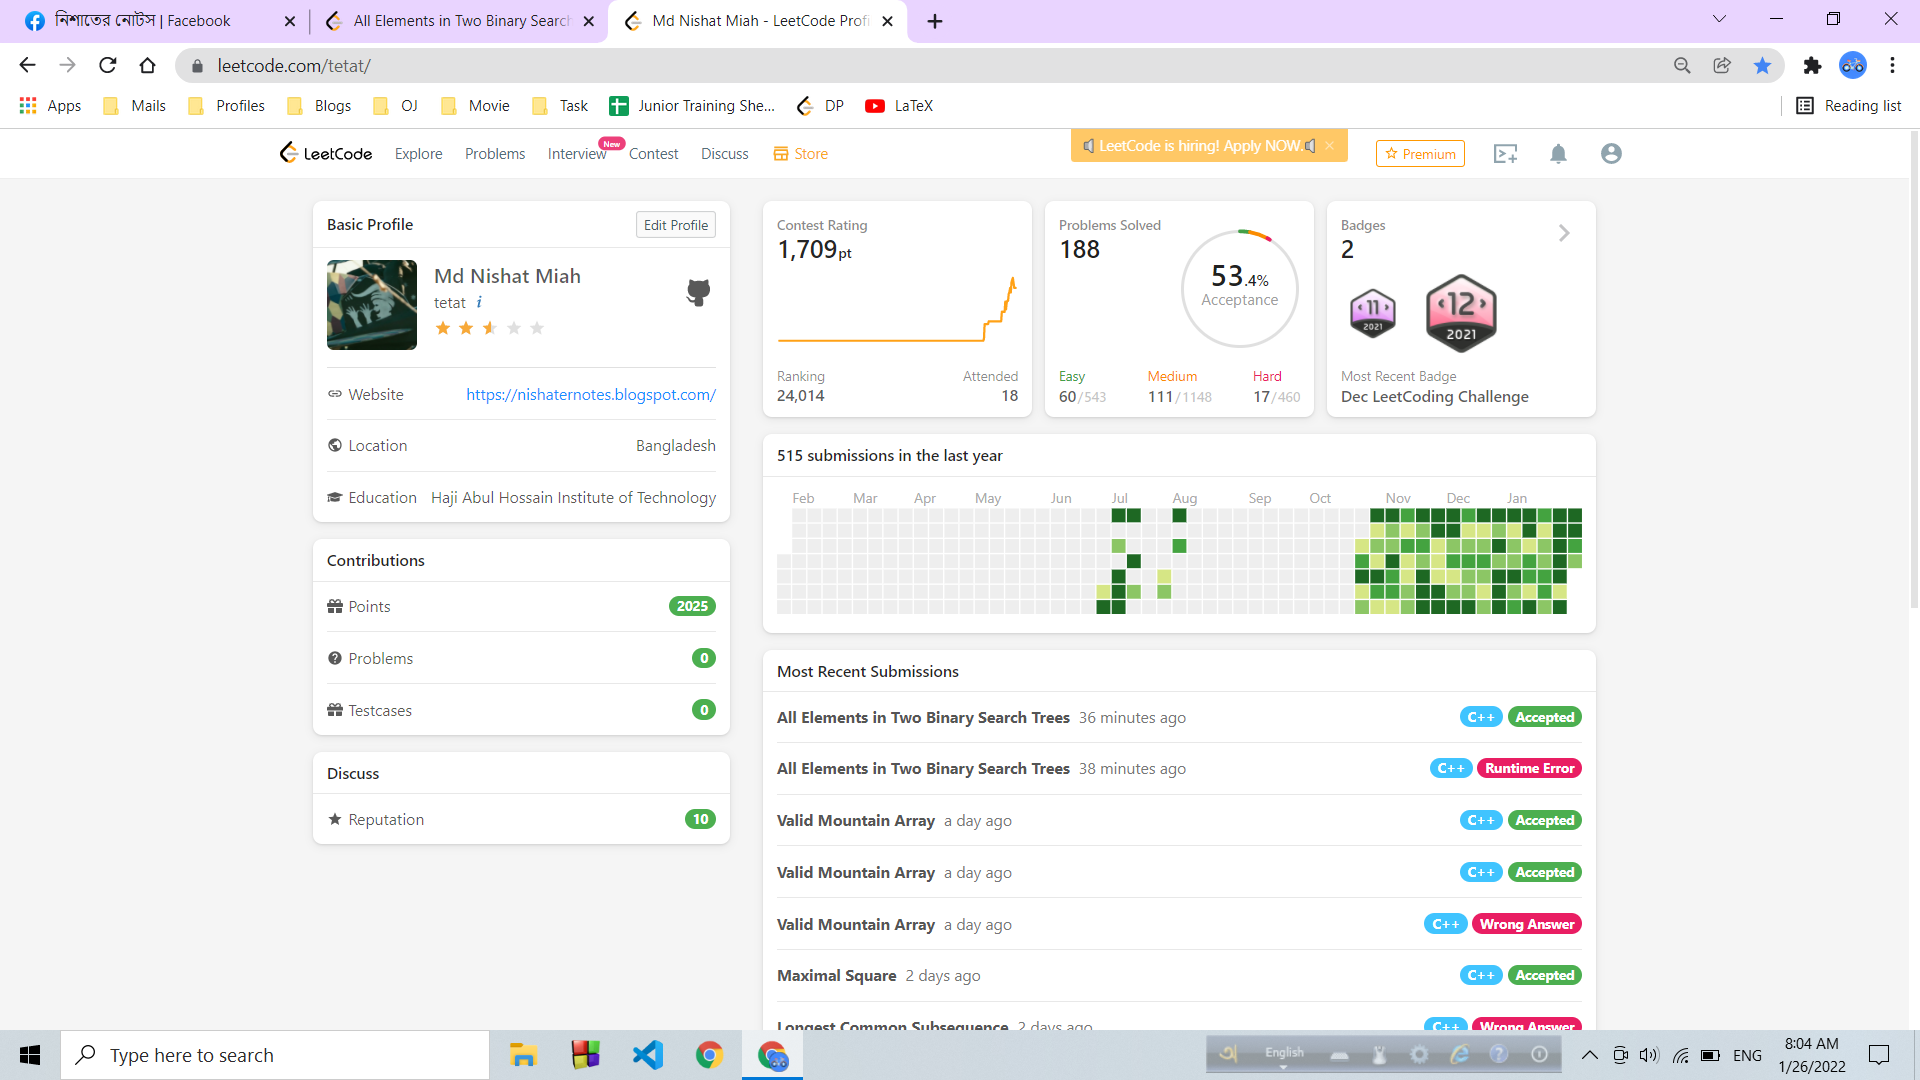 নিশাতের নোটস | Facebook
All Elements in Two Binary Search
Md Nishat Miah - LeetCode Profi
leetcode.com/tetat/
Apps
Mails
Profiles
Blogs
OJ
Movie
Task
Junior Training She...
DP
LaTeX
Reading list
LeetCode
Explore
Problems
Interview
New
Contest
Discuss
Store
LeetCode is hiring! Apply NOW.
Premium
Basic Profile
Edit Profile
Md Nishat Miah
tetat
Website
https://nishaternotes.blogspot.com/
Location
Bangladesh
Education
Haji Abul Hossain Institute of Technology
Contributions
Points
2025
Problems
0
Testcases
0
Discuss
Reputation
10
Contest Rating
1,709pt
Ranking
24,014
Attended
18
Problems Solved
188
53.4%
Acceptance
Easy
60/543
Medium
111/1148
Hard
17/460
Badges
2
11
2021
12
2021
Most Recent Badge
Dec LeetCoding Challenge
515 submissions in the last year
Feb Mar Apr May Jun Jul Aug Sep Oct Nov Dec Jan
Most Recent Submissions
All Elements in Two Binary Search Trees 36 minutes ago C++ Accepted
All Elements in Two Binary Search Trees 38 minutes ago C++ Runtime Error
Valid Mountain Array a day ago C++ Accepted
Valid Mountain Array a day ago C++ Accepted
Valid Mountain Array a day ago C++ Wrong Answer
Maximal Square 2 days ago C++ Accepted
Longest Common Subsequence 2 days ago C++ Wrong Answer
Type here to search
English
ENG
8:04 AM
1/26/2022